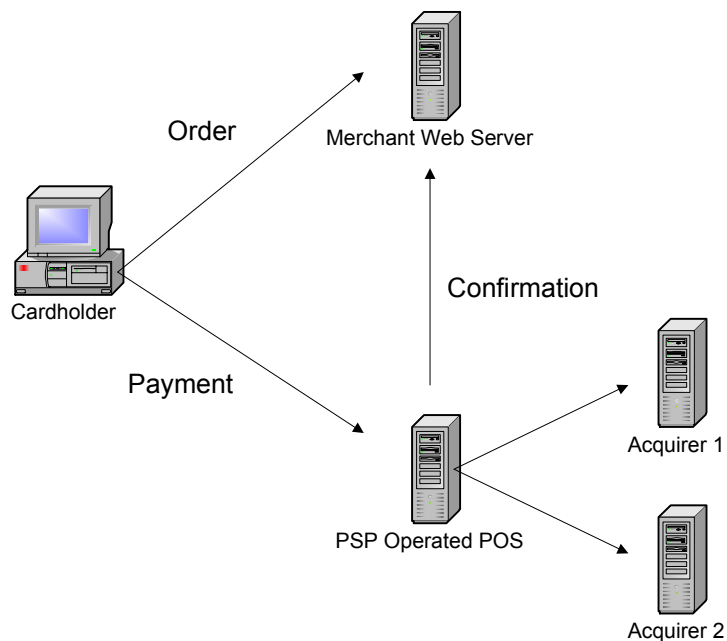 Order
Merchant Web Server
Cardholder
Confirmation
Payment
Acquirer 1
PSP Operated POS
Acquirer 2